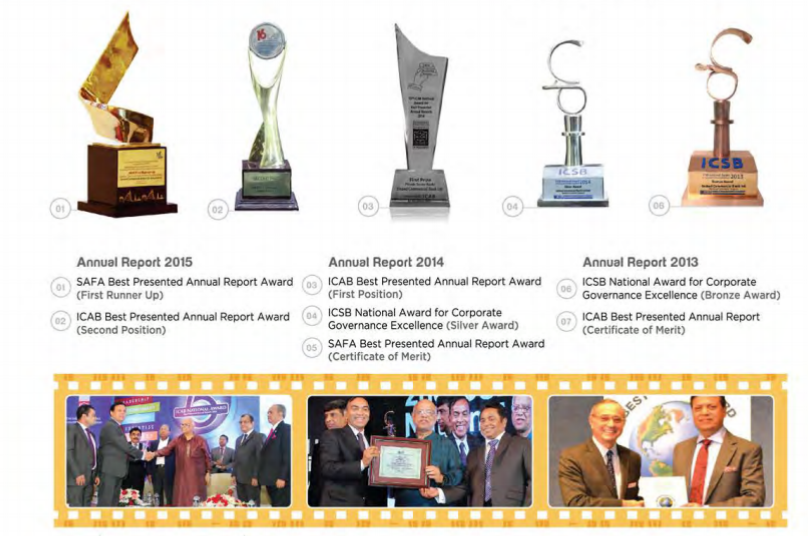 16
First Prize
ICSB
ICSB
2013
01
02
03
04
06
Annual Report 2015
01 SAFA Best Presented Annual Report Award
(First Runner Up)
02 ICAB Best Presented Annual Report Award
(Second Position)
Annual Report 2014
03 ICAB Best Presented Annual Report Award
(First Position)
04 ICSB National Award for Corporate
Governance Excellence (Silver Award)
05 SAFA Best Presented Annual Report Award
(Certificate of Merit)
Annual Report 2013
06 ICSB National Award for Corporate
Governance Excellence (Bronze Award)
07 ICAB Best Presented Annual Report
(Certificate of Merit)